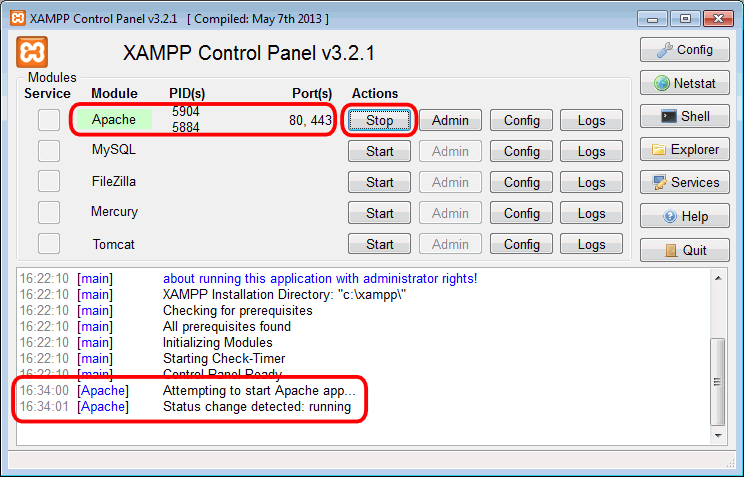 XAMPP Control Panel v3.2.1 [ Compiled: May 7th 2013 ]
XAMPP Control Panel v3.2.1
Config
Modules
Service Module PID(s) Port(s) Actions
Netstat
Apache 5904 5884 80, 443 Stop Admin Config Logs
Shell
MySQL Start Admin Config Logs
Explorer
FileZilla Start Admin Config Logs
Services
Mercury Start Admin Config Logs
Help
Tomcat Start Admin Config Logs
Quit
16:22:10 [main] about running this application with administrator rights!
16:22:10 [main] XAMPP Installation Directory: "c:\xampp\"
16:22:10 [main] Checking for prerequisites
16:22:10 [main] All prerequisites found
16:22:10 [main] Initializing Modules
16:22:10 [main] Starting Check-Timer
16:22:10 [main] Control Panel Ready
16:34:00 [Apache] Attempting to start Apache app...
16:34:01 [Apache] Status change detected: running